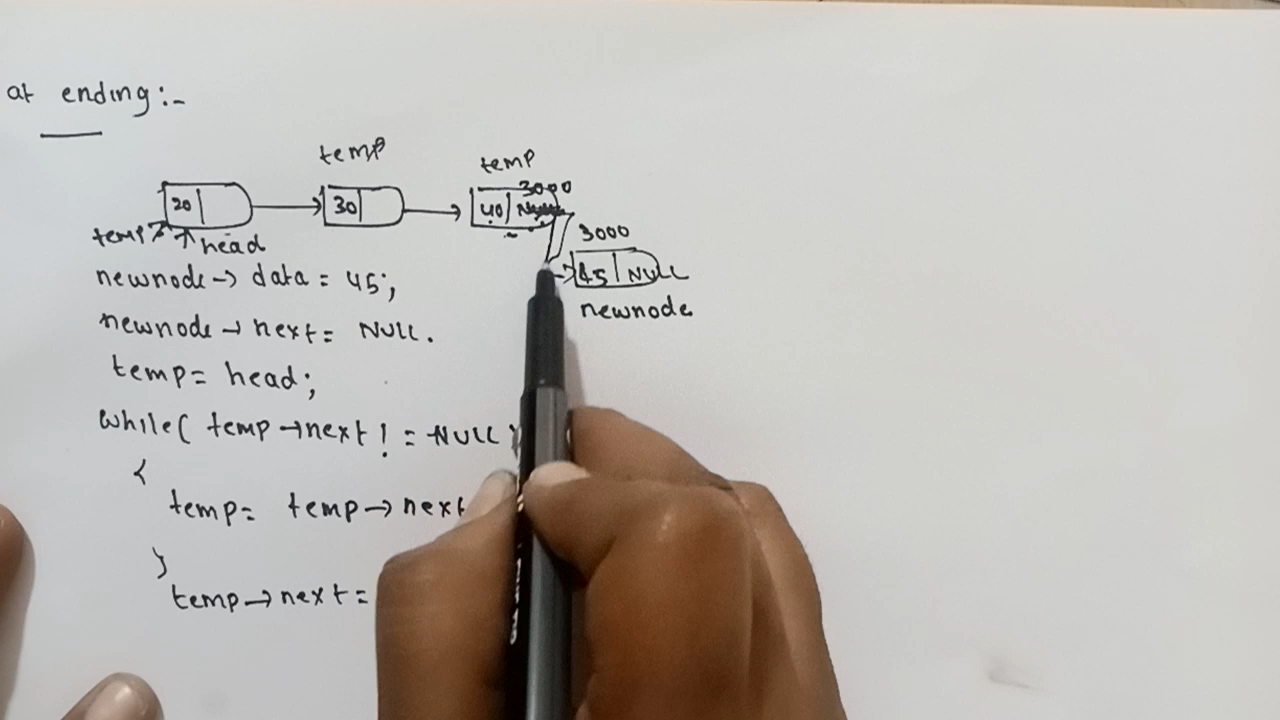 at ending:-
temp temp
3000
20 30 40 NULL
temp head 3000
45 NULL
newnode → data = 45;
newnode
newnode → next = NULL.
temp = head;
while( temp → next != NULL
{
temp = temp → next
}
temp → next =